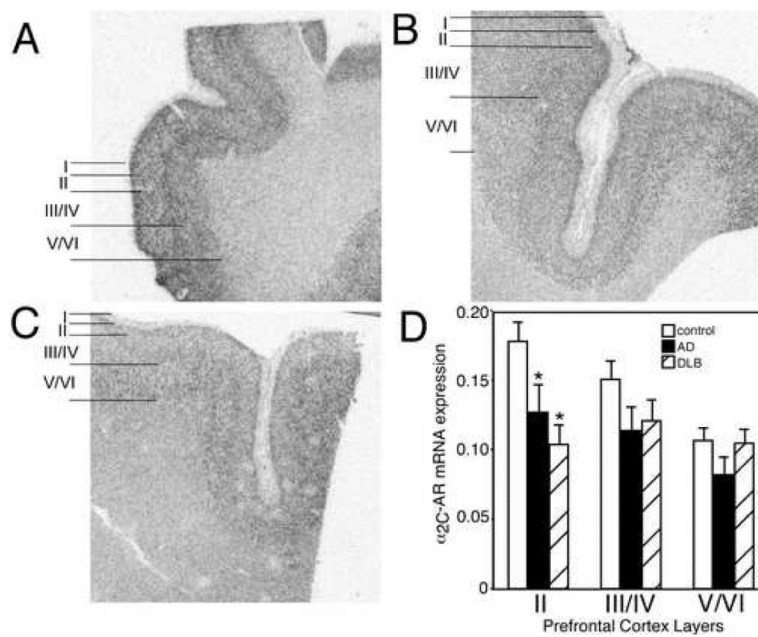 A
I
II
III/IV
V/VI
B
I
II
III/IV
V/VI
C
I
II
III/IV
V/VI
D
0.20
0.15
0.10
0.05
0
α2C-AR mRNA expression
control
AD
DLB
*
*
II III/IV V/VI
Prefrontal Cortex Layers